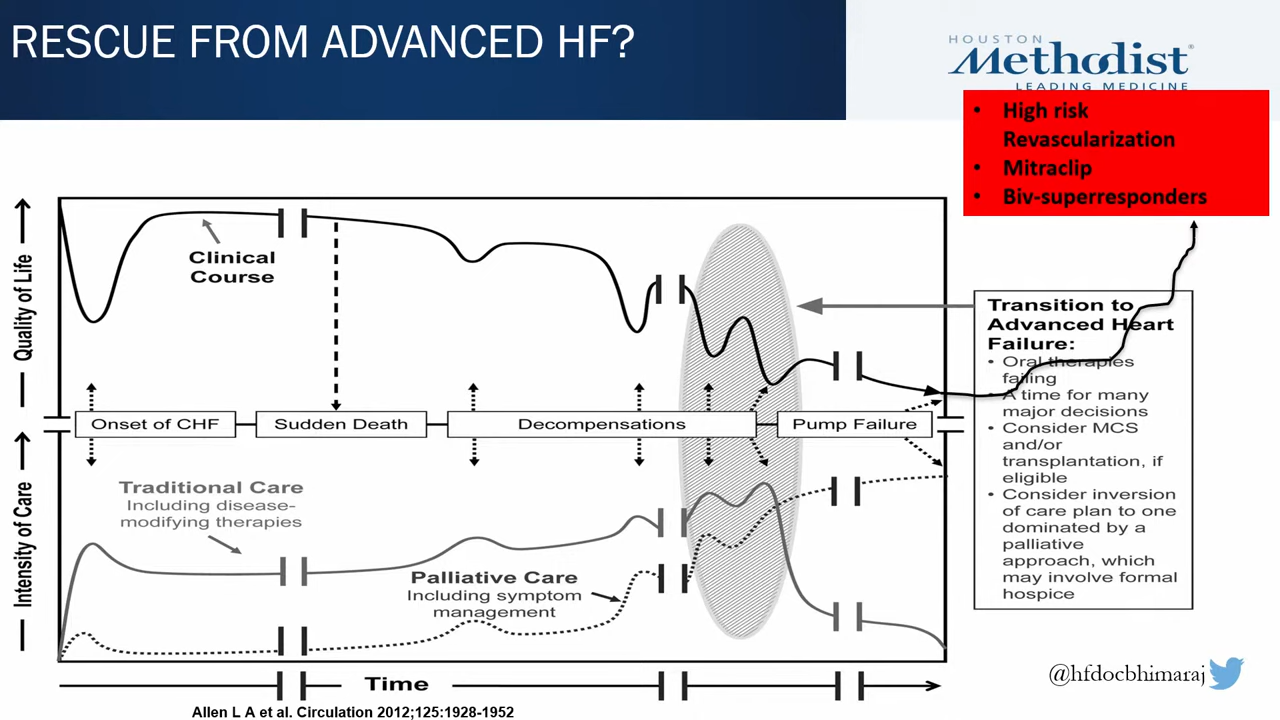 RESCUE FROM ADVANCED HF?
HOUSTON
Methodist®
LEADING MEDICINE
• High risk
Revascularization
• Mitraclip
• Biv-superresponders
Quality of Life
Clinical
Course
Transition to
Advanced Heart
Failure:
• Oral therapies
failing
• A time for many
major decisions
• Consider MCS
and/or
transplantation, if
eligible
• Consider inversion
of care plan to one
dominated by a
palliative
approach, which
may involve formal
hospice
Onset of CHF
Sudden Death
Decompensations
Pump Failure
Intensity of Care
Traditional Care
Including disease-
modifying therapies
Palliative Care
Including symptom
management
Time
Allen L A et al. Circulation 2012;125:1928-1952
@hfdocbhimaraj